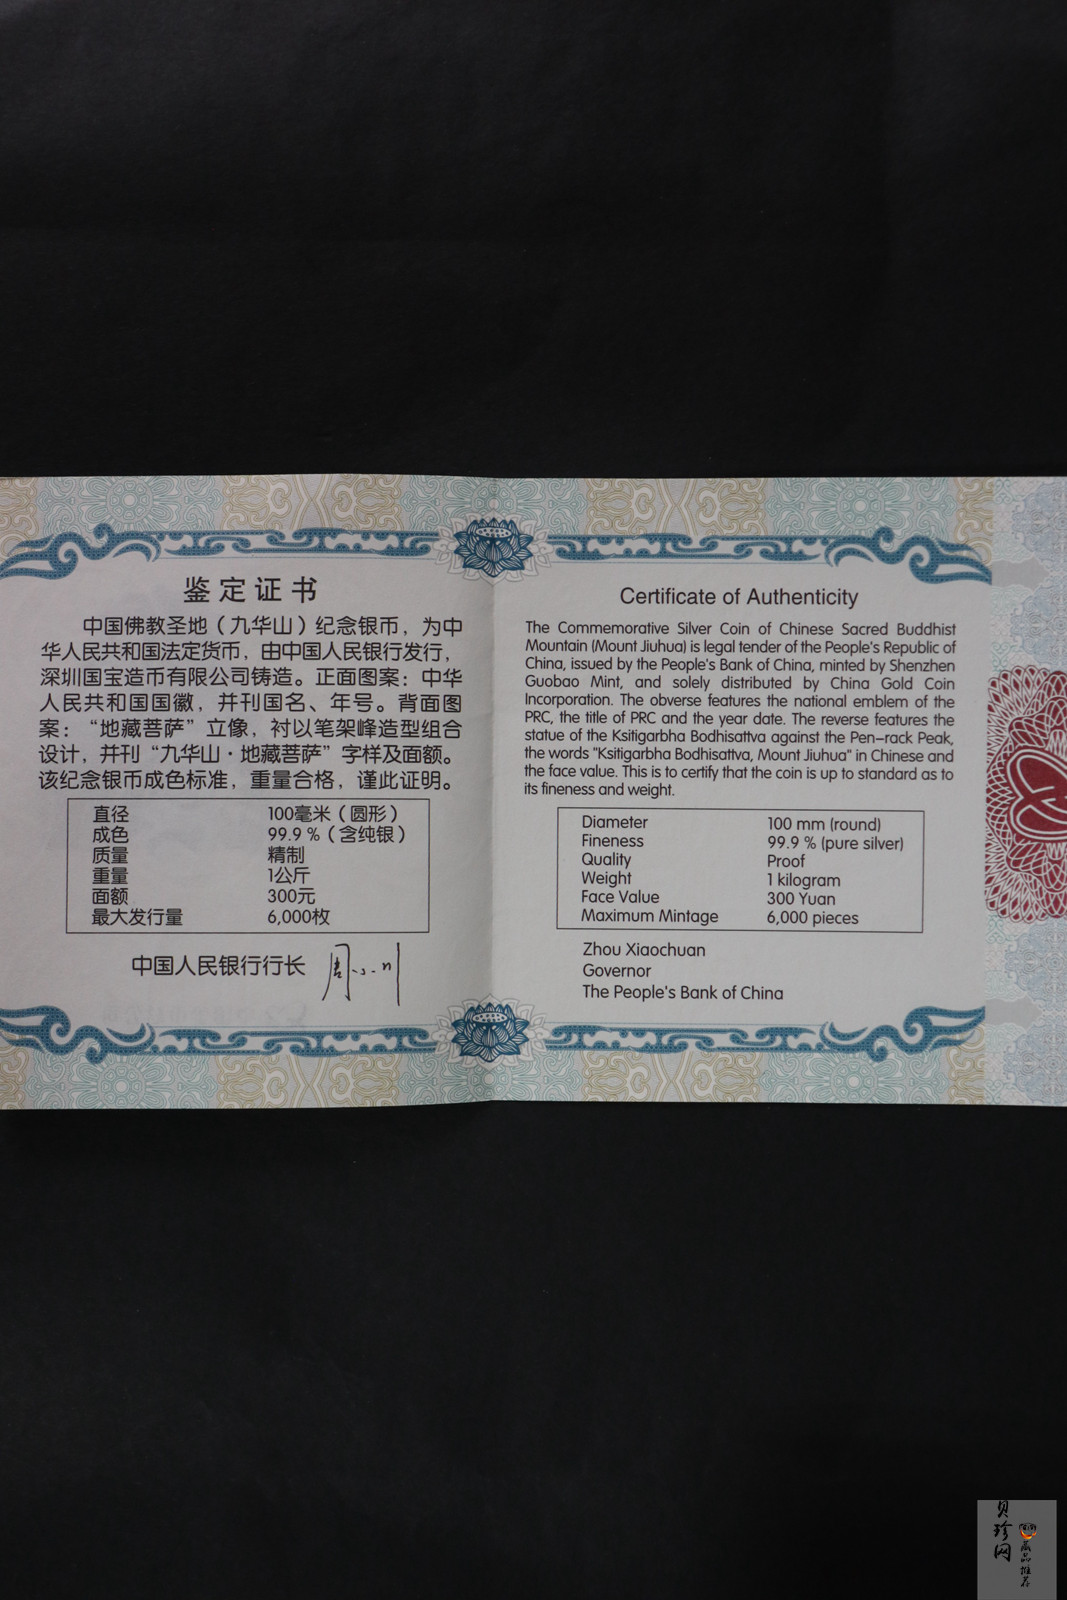 鉴定证书
中国佛教圣地（九华山）纪念银币，为中
华人民共和国法定货币，由中国人民银行发行，
深圳国宝造币有限公司铸造。正面图案：中华
人民共和国国徽，并刊国名、年号。背面图
案：“地藏菩萨”立像，衬以笔架峰造型组合
设计，并刊“九华山·地藏菩萨”字样及面额。
该纪念银币成色标准，重量合格，谨此证明。
直径 100毫米（圆形）
成色 99.9％（含纯银）
质量 精制
重量 1公斤
面额 300元
最大发行量 6,000枚
中国人民银行行长 周小川
Certificate of Authenticity
The Commemorative Silver Coin of Chinese Sacred Buddhist
Mountain (Mount Jiuhua) is legal tender of the People's Republic of
China, issued by the People's Bank of China, minted by Shenzhen
Guobao Mint, and solely distributed by China Gold Coin
Incorporation. The obverse features the national emblem of the
PRC, the title of PRC and the year date. The reverse features the
statue of the Ksitigarbha Bodhisattva against the Pen-rack Peak,
the words "Ksitigarbha Bodhisattva, Mount Jiuhua" in Chinese and
the face value. This is to certify that the coin is up to standard as to
its fineness and weight.
Diameter 100 mm (round)
Fineness 99.9 % (pure silver)
Quality Proof
Weight 1 kilogram
Face Value 300 Yuan
Maximum Mintage 6,000 pieces
Zhou Xiaochuan
Governor
The People's Bank of China
贝珍网
藏品推荐